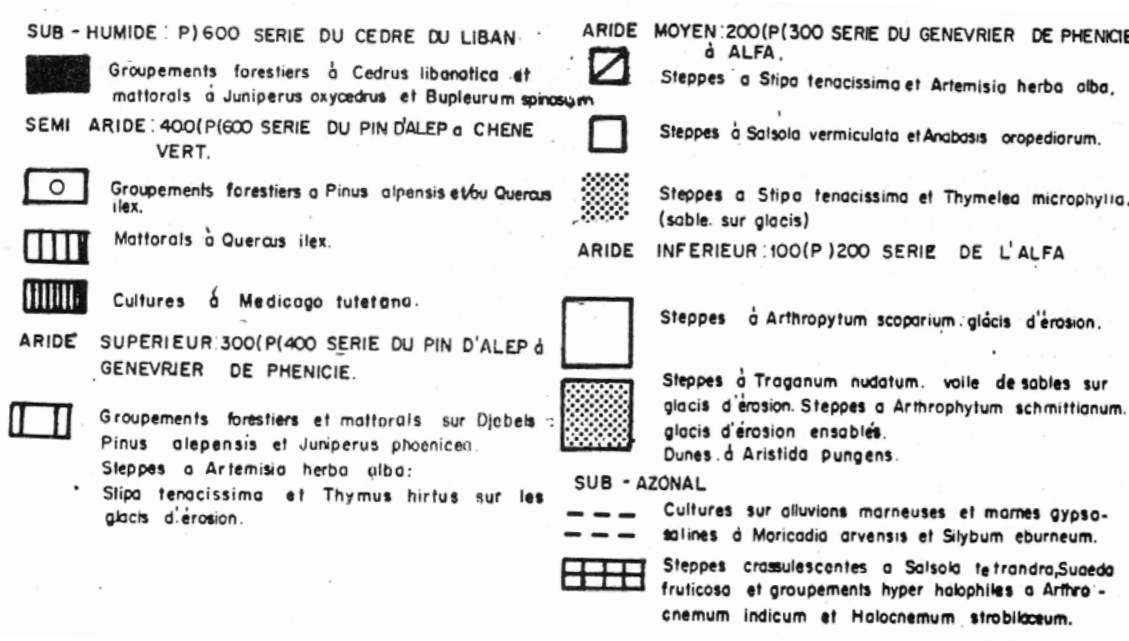 SUB - HUMIDE : P) 600 SERIE DU CEDRE DU LIBAN
Groupements forestiers à Cedrus libanotica et
mattorals à Juniperus oxycedrus et Bupleurum spinosum
SEMI ARIDE : 400(P(600 SERIE DU PIN D'ALEP a CHENE
VERT.
Groupements forestiers a Pinus alpensis et/ou Quercus
ilex.
Mattorals à Quercus ilex.
Cultures à Medicago tutetana.
ARIDE SUPERIEUR:300(P(400 SERIE DU PIN D'ALEP à
GENEVRIER DE PHENICIE.
Groupements forestiers et mattorals sur Djebels :
Pinus alepensis et Juniperus phoenicea.
Steppes a Artemisia herba alba:
Stipa tenacissima et Thymus hirtus sur les
glacis d'érosion.
ARIDE MOYEN:200(P(300 SERIE DU GENEVRIER DE PHENICIE
à ALFA.
Steppes a Stipa tenacissima et Artemisia herba alba.
Steppes à Salsola vermiculata et Anabasis oropediorum.
Steppes a Stipa tenacissima et Thymelea microphylla.
(sable. sur glacis)
ARIDE INFERIEUR:100(P )200 SERIE DE L'ALFA
Steppes à Arthropytum scoparium. glacis d'érosion.
Steppes à Traganum nudatum. voile de sables sur
glacis d'érosion. Steppes a Arthrophytum schmittianum.
glacis d'érosion ensablés.
Dunes. à Aristida pungens.
SUB - AZONAL
Cultures sur alluvions marneuses et marnes gypso-
salines à Moricadia arvensis et Silybum eburneum.
Steppes crassulescentes a Salsola tetrandra,Suaeda
fruticosa et groupements hyper halophiles a Arthro-
cnemum indicum et Halocnemum strobilaceum.